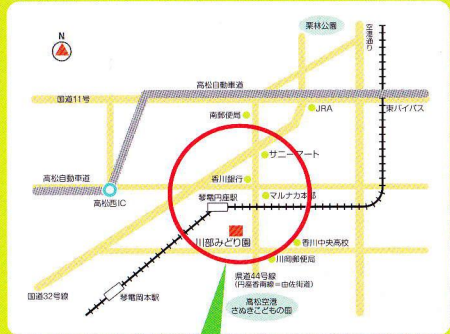 N
栗林公園
空港通り
高松自動車道
国道11号
東バイパス
JRA
南郵便局
サニーマート
高松自動車道
香川銀行
高松西IC
琴電円座駅
マルナカ本部
川部みどり園
香川中央高校
川岡郵便局
県道44号線
(円座香南線=由佐街道)
国道32号線
琴電岡本駅
高松空港
さぬきこどもの国